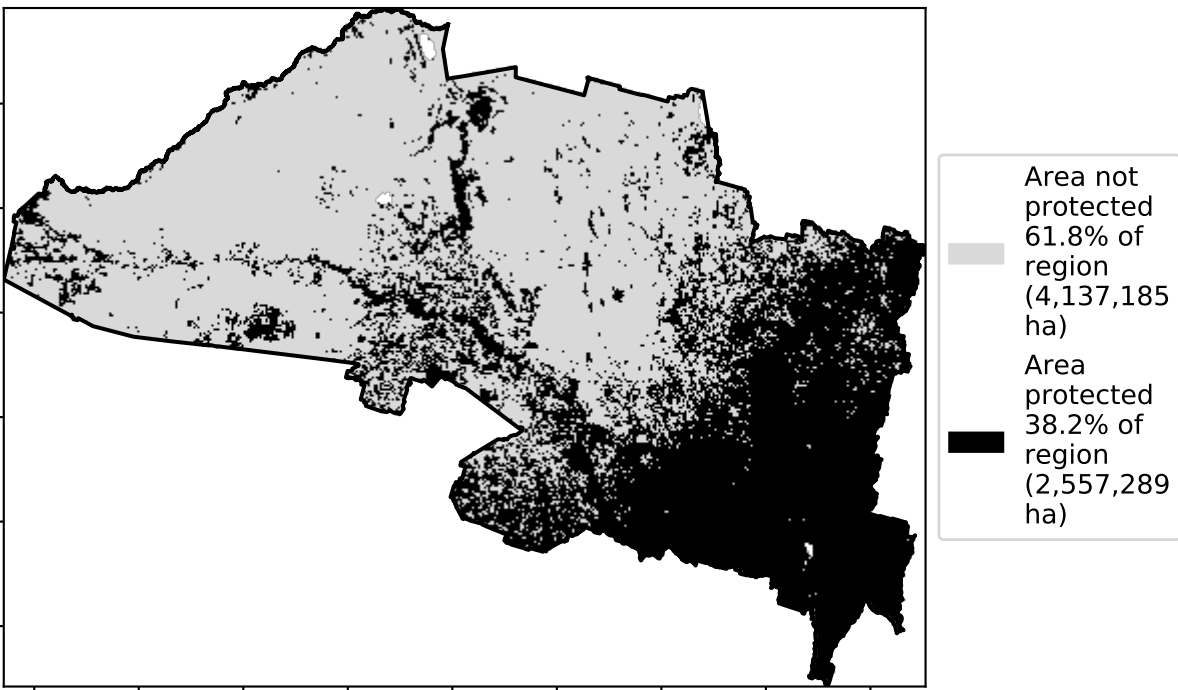 Area not
protected
61.8% of
region
(4,137,185
ha)
Area
protected
38.2% of
region
(2,557,289
ha)